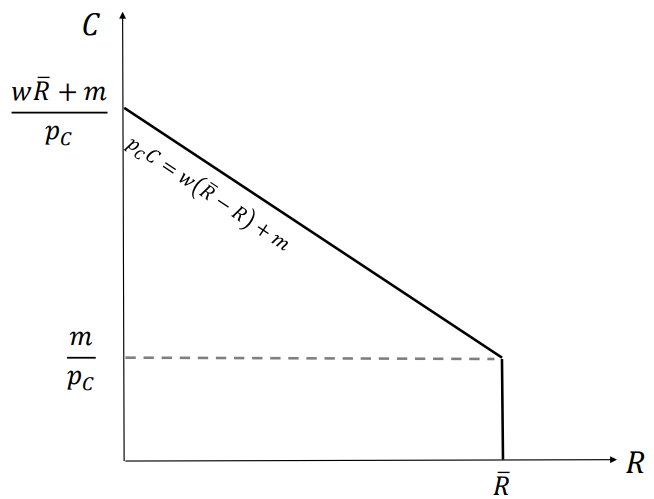 C
wR̄ + m
p_C
p_C C = w(R̄ − R) + m
m
p_C
R
R̄